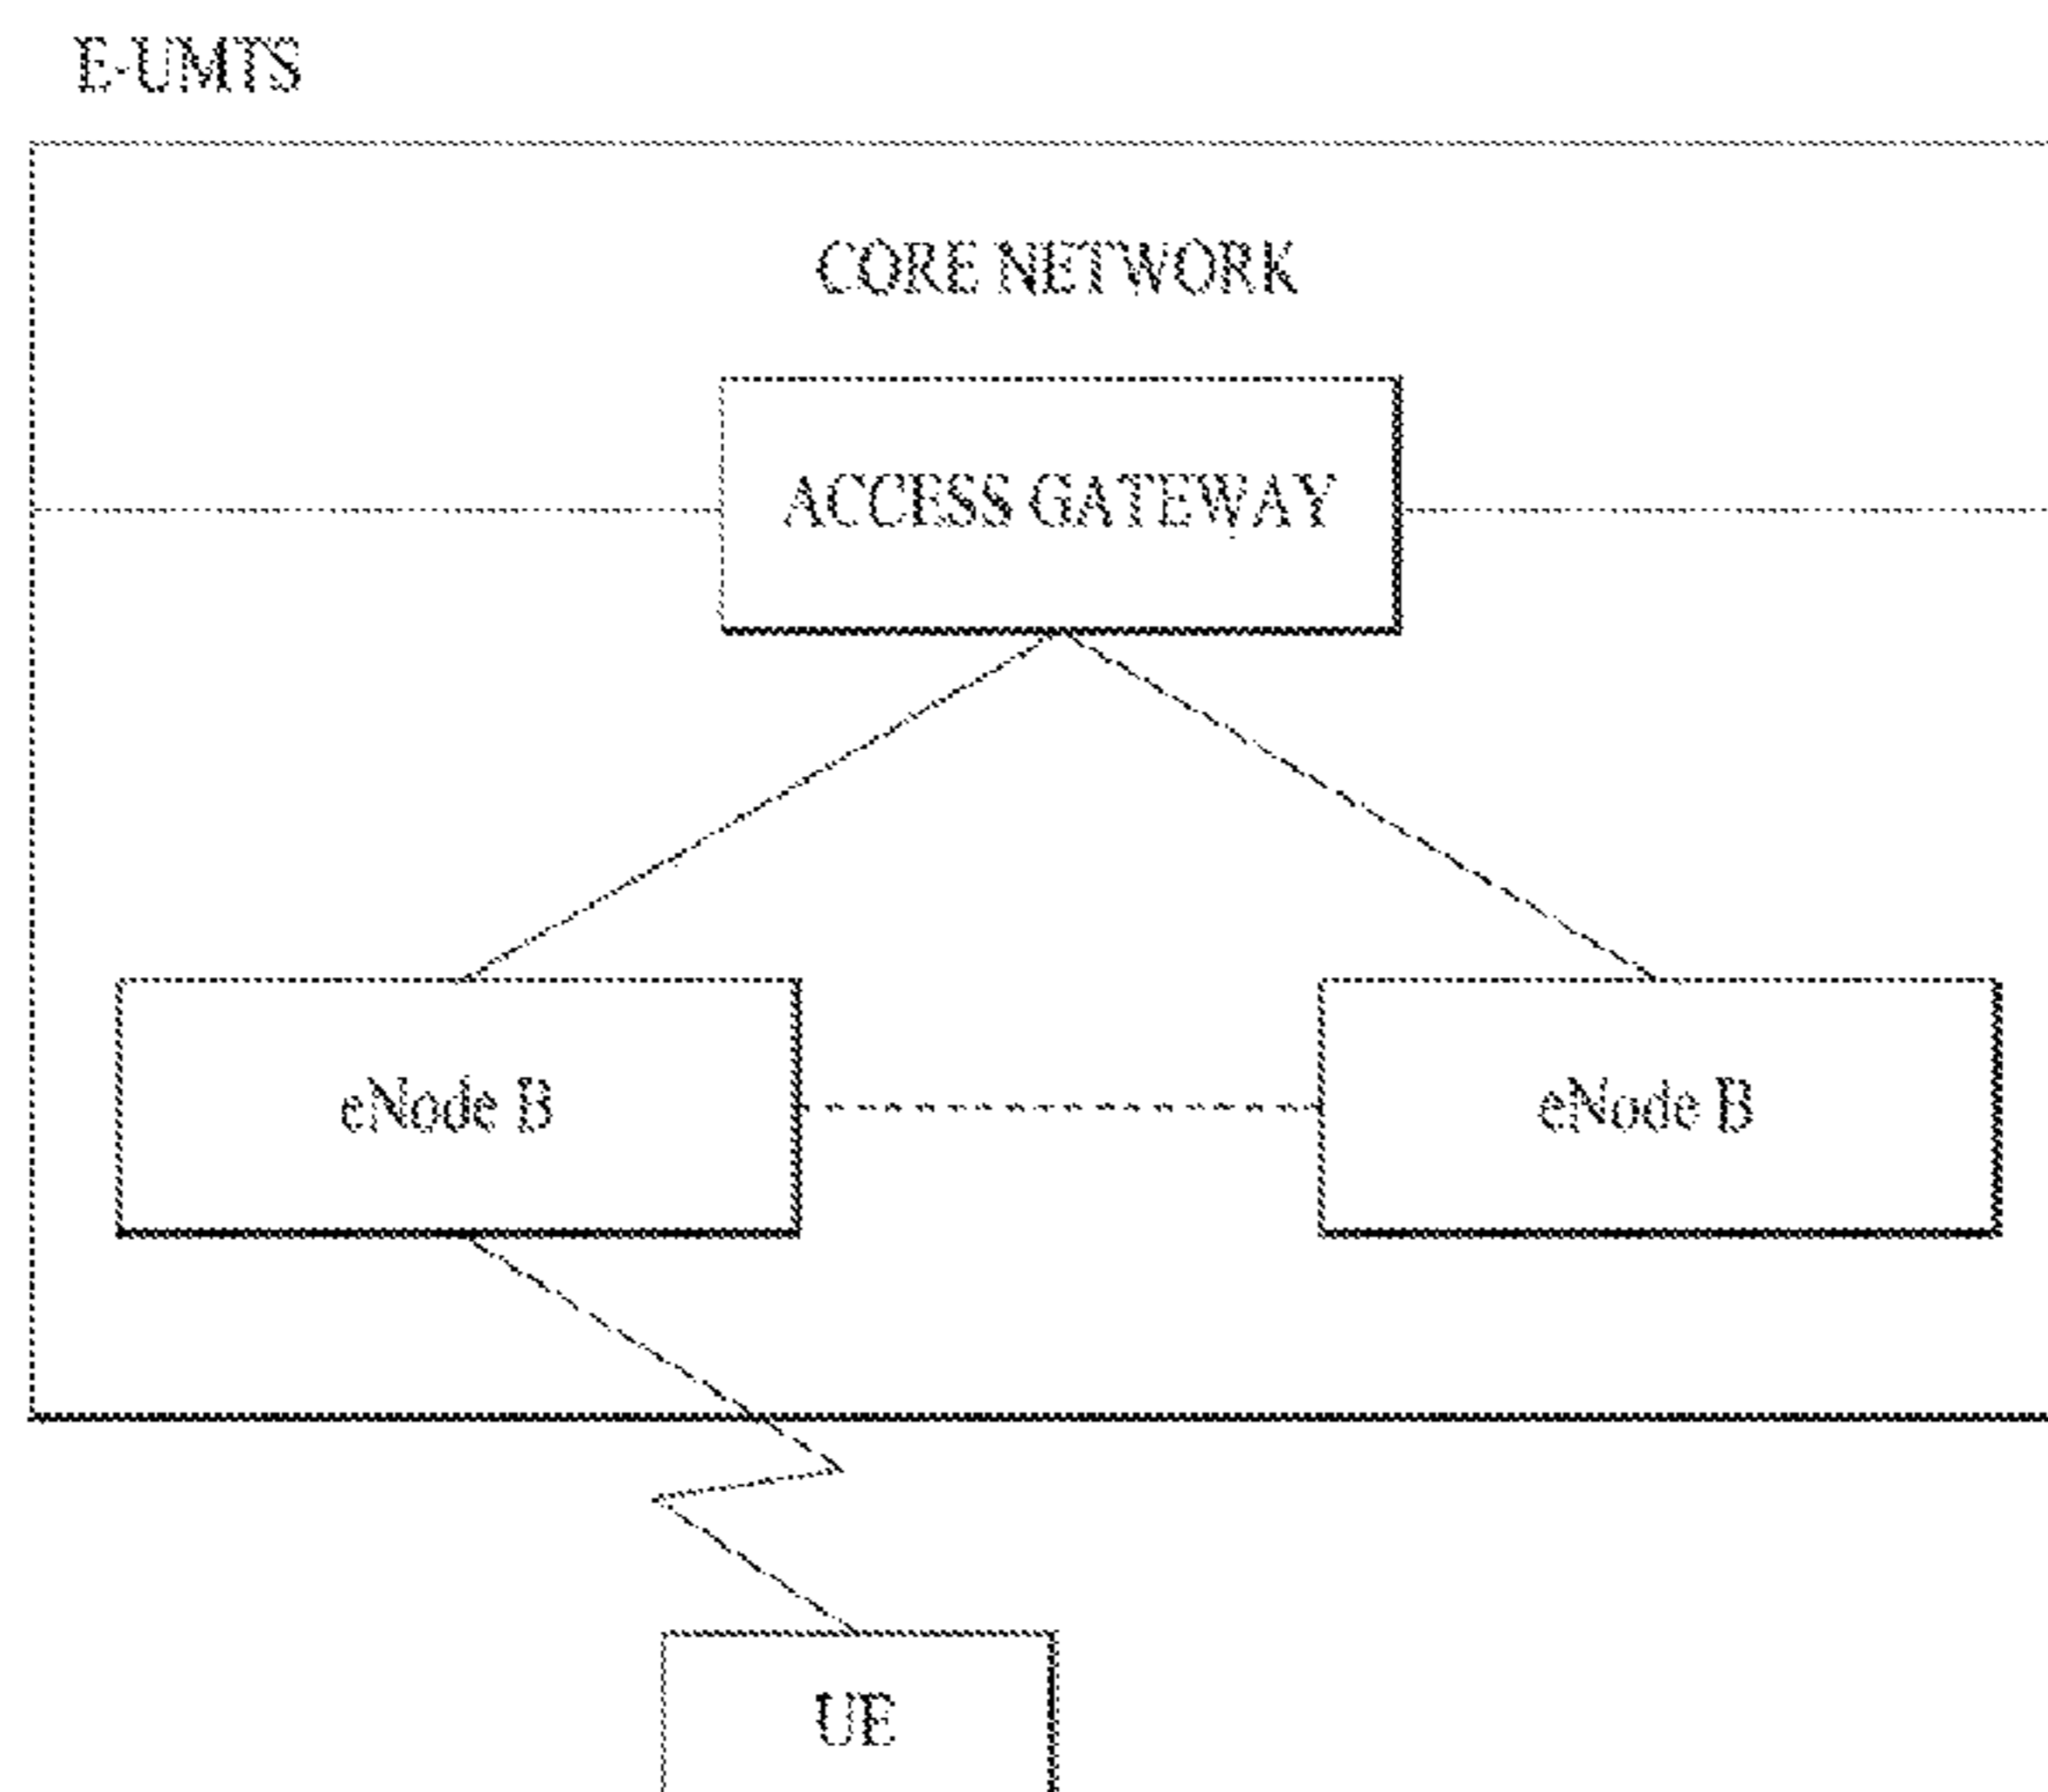 E-UMTS
CORE NETWORK
ACCESS GATEWAY
eNode B
eNode B
UE